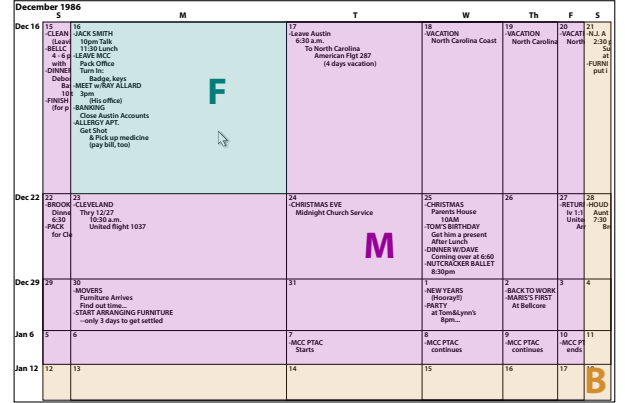 December 1986
S M T W Th F S
Dec 16
15
-CLEAN
(Leavi
-BELLC
4 - 6 p
with
-DINNER
Debo
Ba
10 t
-FINISH
(for p
16
-JACK SMITH
10pm Talk
11:30 Lunch
-LEAVE MCC
Pack Office
Turn In:
Badge, keys
-MEET w/RAY ALLARD
3pm
(His office)
-BANKING
Close Austin Accounts
-ALLERGY APT.
Get Shot
& Pick up medicine
(pay bill, too)
F
17
-Leave Austin
6:30 a.m.
To North Carolina
American Flgt 287
(4 days vacation)
18
-VACATION
North Carolina Coast
19
-VACATION
North Carolina
20
-VACATI
North
21
-N.J. A
2:30 p
Su
at
-FURNI
put i
Dec 22
22
-BROOK
Dinne
6:30
-PACK
for Cle
23
-CLEVELAND
Thry 12/27
10:30 a.m.
United flight 1037
24
-CHRISTMAS EVE
Midnight Church Service
M
25
-CHRISTMAS
Parents House
10AM
-TOM'S BIRTHDAY
Get him a present
After Lunch
-DINNER W/DAVE
Coming over at 6:60
-NUTCRACKER BALLET
8:30pm
26
27
-RETUR
lv 1:1
Unite
Arr
28
-HOUD
Aunt
7:30
Br
Dec 29
29
30
-MOVERS
Furniture Arrives
Find out time...
-START ARRANGING FURNITURE
--only 3 days to get settled
31
1
-NEW YEARS
(Hooray!!)
-PARTY
at Tom&Lynn's
8pm...
2
-BACK TO WORK
-MARIS'S FIRST
At Bellcore
3
4
Jan 6
5
6
7
-MCC PTAC
Starts
8
-MCC PTAC
continues
9
-MCC PTAC
continues
10
-MCC PT
ends
11
Jan 12
12
13
14
15
16
17
B